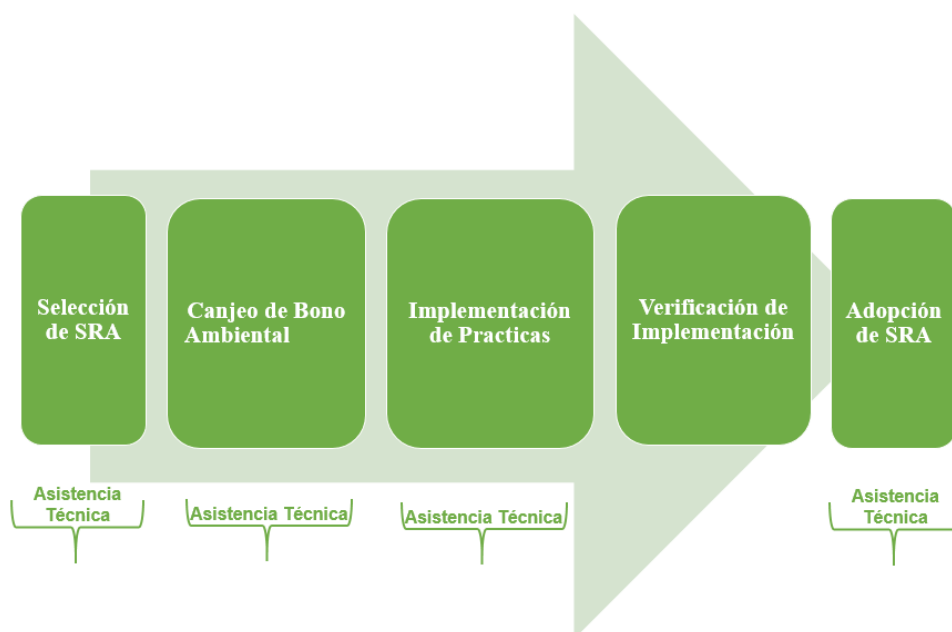 Selección
de SRA
Canjeo de Bono
Ambiental
Implementación
de Practicas
Verificación de
Implementación
Adopción
de SRA
Asistencia
Técnica
Asistencia Técnica
Asistencia Técnica
Asistencia
Técnica